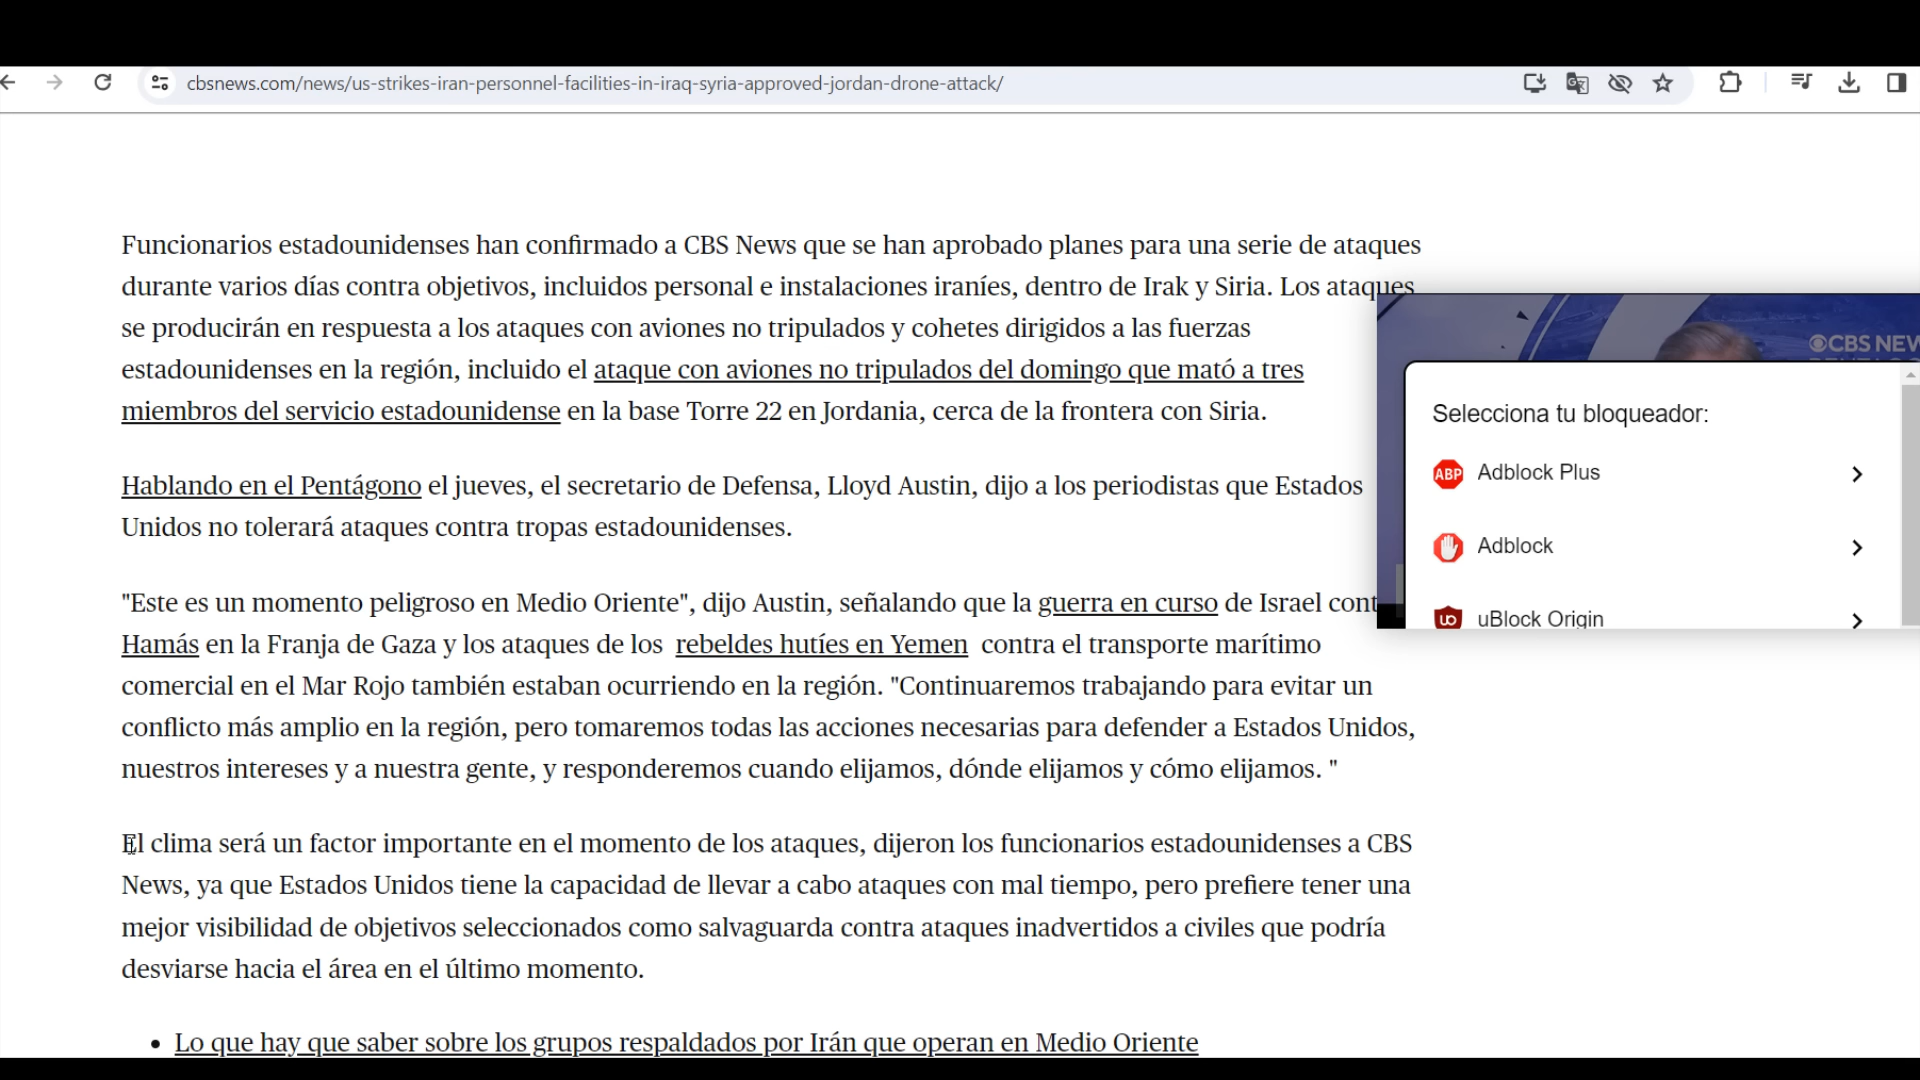 cbsnews.com/news/us-strikes-iran-personnel-facilities-in-iraq-syria-approved-jordan-drone-attack/
Funcionarios estadounidenses han confirmado a CBS News que se han aprobado planes para una serie de ataques
durante varios días contra objetivos, incluidos personal e instalaciones iraníes, dentro de Irak y Siria. Los ataques
se producirán en respuesta a los ataques con aviones no tripulados y cohetes dirigidos a las fuerzas
estadounidenses en la región, incluido el ataque con aviones no tripulados del domingo que mató a tres
miembros del servicio estadounidense en la base Torre 22 en Jordania, cerca de la frontera con Siria.
Hablando en el Pentágono el jueves, el secretario de Defensa, Lloyd Austin, dijo a los periodistas que Estados
Unidos no tolerará ataques contra tropas estadounidenses.
"Este es un momento peligroso en Medio Oriente", dijo Austin, señalando que la guerra en curso de Israel cont
Hamás en la Franja de Gaza y los ataques de los rebeldes hutíes en Yemen contra el transporte marítimo
comercial en el Mar Rojo también estaban ocurriendo en la región. "Continuaremos trabajando para evitar un
conflicto más amplio en la región, pero tomaremos todas las acciones necesarias para defender a Estados Unidos,
nuestros intereses y a nuestra gente, y responderemos cuando elijamos, dónde elijamos y cómo elijamos. "
El clima será un factor importante en el momento de los ataques, dijeron los funcionarios estadounidenses a CBS
News, ya que Estados Unidos tiene la capacidad de llevar a cabo ataques con mal tiempo, pero prefiere tener una
mejor visibilidad de objetivos seleccionados como salvaguarda contra ataques inadvertidos a civiles que podría
desviarse hacia el área en el último momento.
• Lo que hay que saber sobre los grupos respaldados por Irán que operan en Medio Oriente
CBS NEW
Selecciona tu bloqueador:
ABP Adblock Plus
Adblock
uBlock Origin